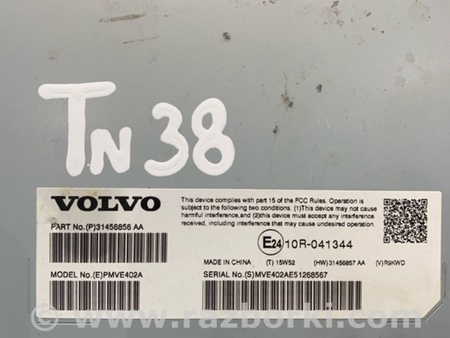 TN 38
VOLVO
This device complies with part 15 of the FCC Rules. Operation is
subject to the following two conditions. (1)This device may not cause
harmful interference,and (2)this device must accept any interference
received, including interference that may cause undesired operation.
PART No.(P)31456856 AA
E24 10R-041344
MADE IN CHINA (T) 15W52 (HW)31456857 AA (V)R9KWD
MODEL No.(E)PMVE402A
SERIAL No.(S)MVE402AE51268567
www.razborki.com